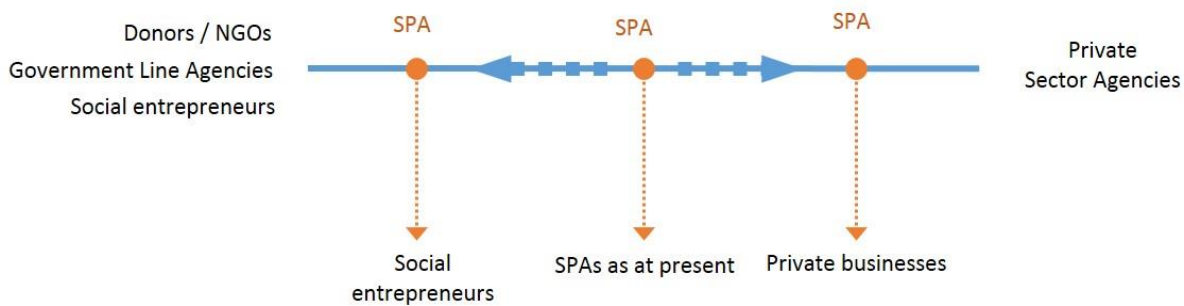 Donors / NGOs
Government Line Agencies
Social entrepreneurs
SPA
SPA
SPA
Private
Sector Agencies
Social
entrepreneurs
SPAs as at present
Private businesses